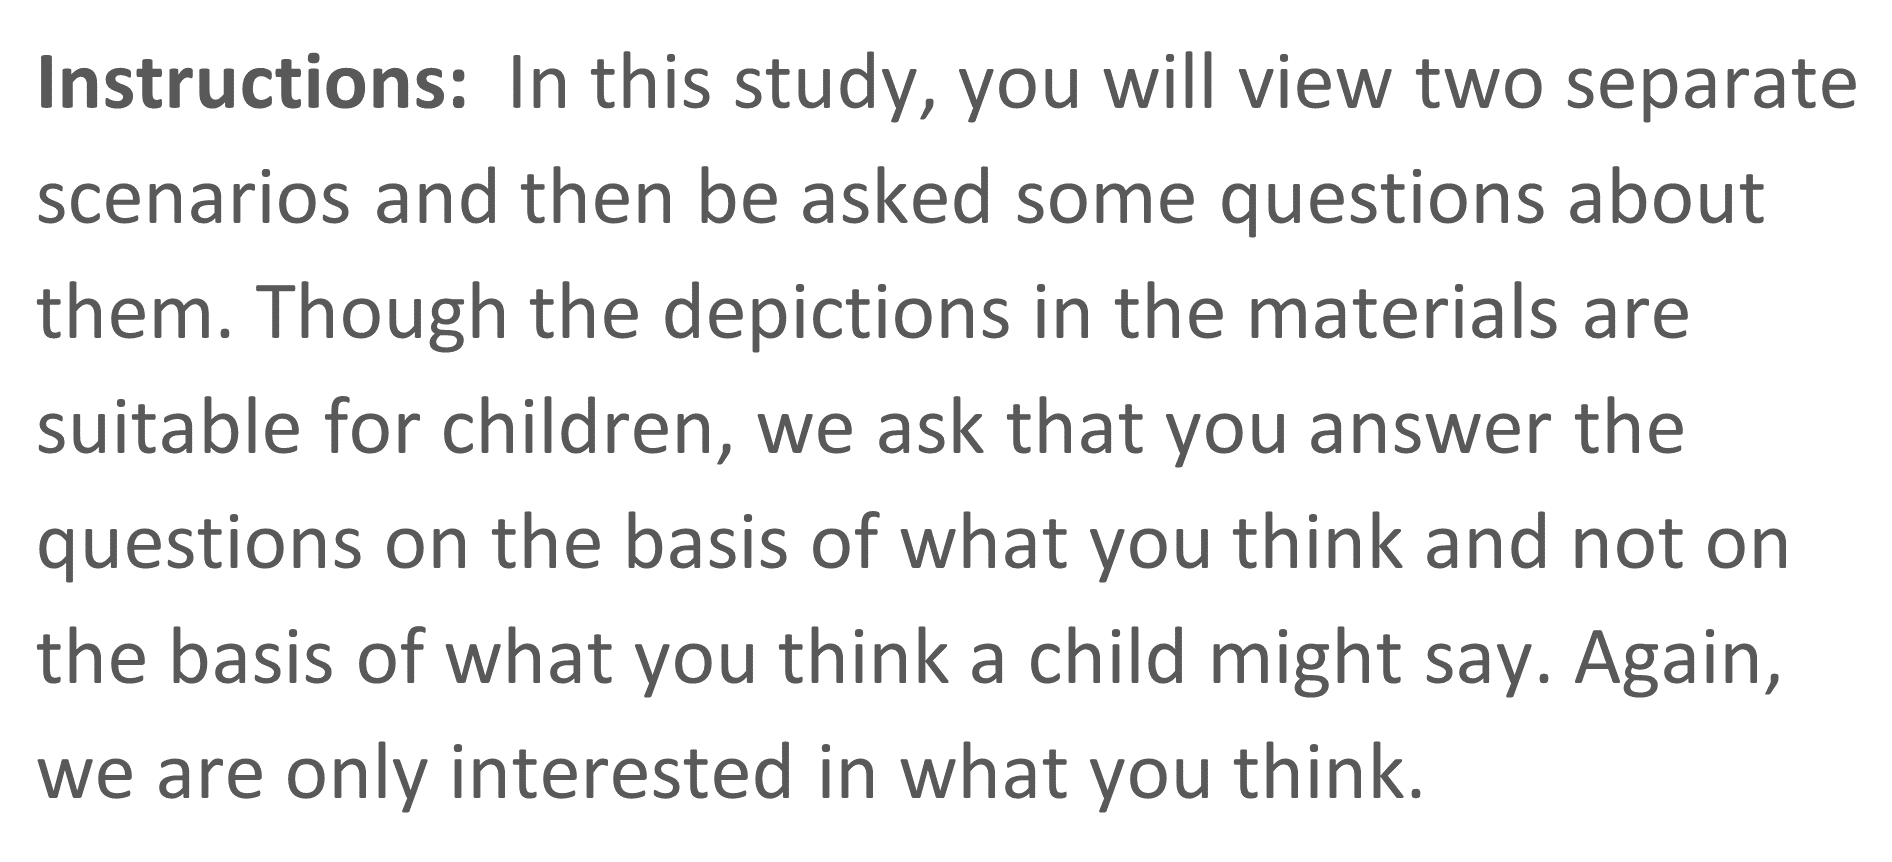 Instructions:  In this study, you will view two separate
scenarios and then be asked some questions about
them. Though the depictions in the materials are
suitable for children, we ask that you answer the
questions on the basis of what you think and not on
the basis of what you think a child might say. Again,
we are only interested in what you think.